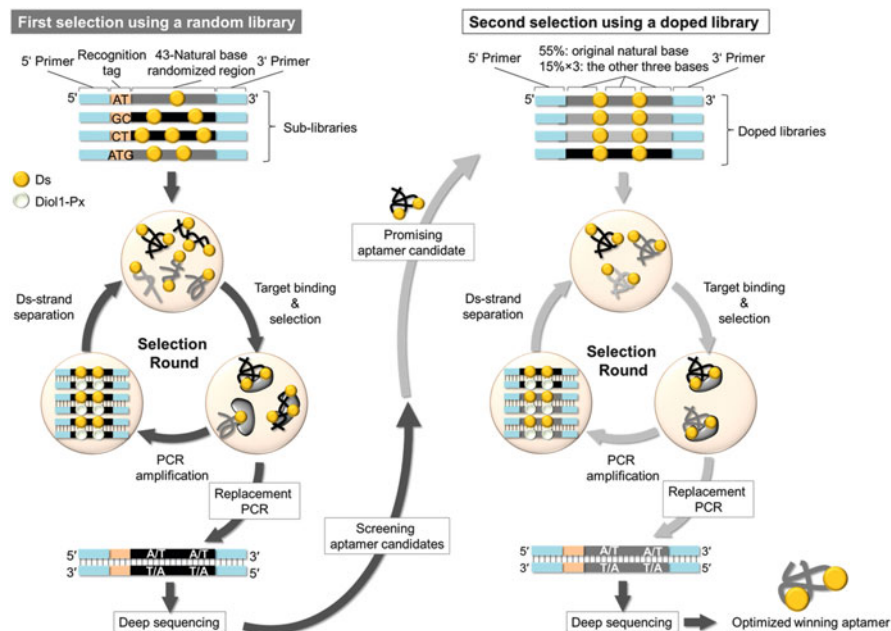 First selection using a random library
Recognition
tag
43-Natural base
randomized region
5' Primer
3' Primer
5'
AT
3'
GC
CT
ATG
Sub-libraries
Ds
Diol1-Px
Ds-strand
separation
Target binding
&
selection
Selection
Round
PCR
amplification
Replacement
PCR
5′ A/T A/T 3′
3′ T/A T/A 5′
Deep sequencing
Screening
aptamer candidates
Promising
aptamer candidate
Second selection using a doped library
55%: original natural base
15%×3: the other three bases
5' Primer
3' Primer
5'
3'
Doped libraries
Ds-strand
separation
Target binding
&
selection
Selection
Round
PCR
amplification
Replacement
PCR
5′ A/T A/T 3′
3′ T/A T/A 5′
Deep sequencing
Optimized winning aptamer